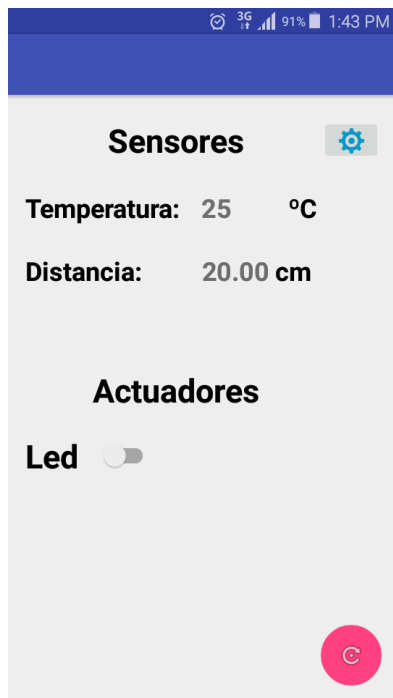 3G 91% 1:43 PM
Sensores
Temperatura: 25 ºC
Distancia: 20.00 cm
Actuadores
Led